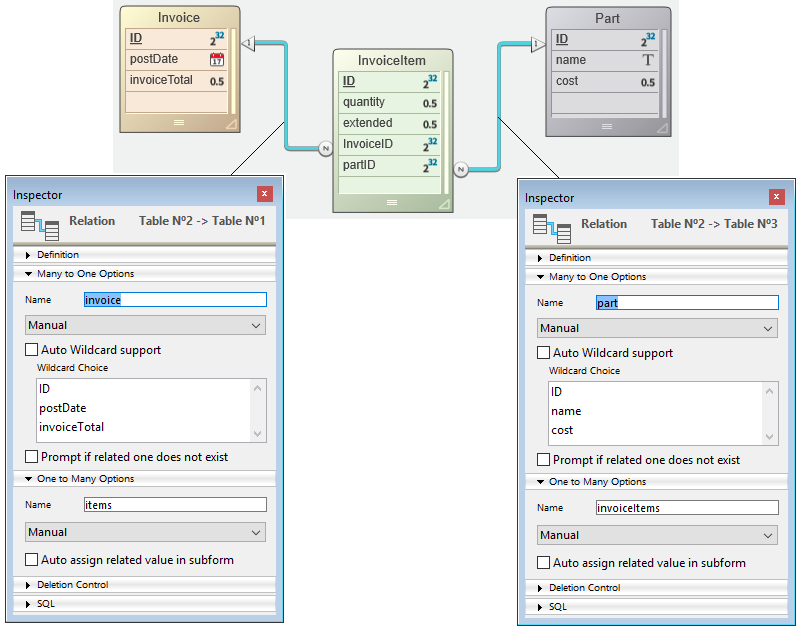 Invoice
ID 2^32
postDate 17
invoiceTotal 0.5
1
InvoiceItem
ID 2^32
quantity 0.5
extended 0.5
InvoiceID 2^32
partID 2^32
N
N
1
Part
ID 2^32
name T
cost 0.5
Inspector x
Relation Table Nº2 -> Table Nº1
Definition
Many to One Options
Name invoice
Manual
Auto Wildcard support
Wildcard Choice
ID
postDate
invoiceTotal
Prompt if related one does not exist
One to Many Options
Name items
Manual
Auto assign related value in subform
Deletion Control
SQL
Inspector x
Relation Table Nº2 -> Table Nº3
Definition
Many to One Options
Name part
Manual
Auto Wildcard support
Wildcard Choice
ID
name
cost
Prompt if related one does not exist
One to Many Options
Name invoiceItems
Manual
Auto assign related value in subform
Deletion Control
SQL